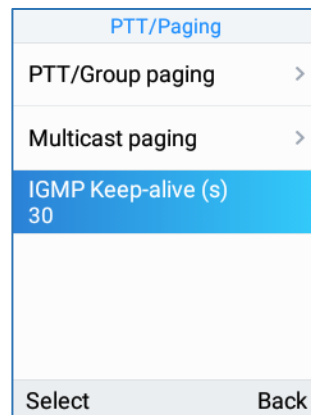 PTT/Paging
PTT/Group paging
Multicast paging
IGMP Keep-alive (s)
30
Select Back